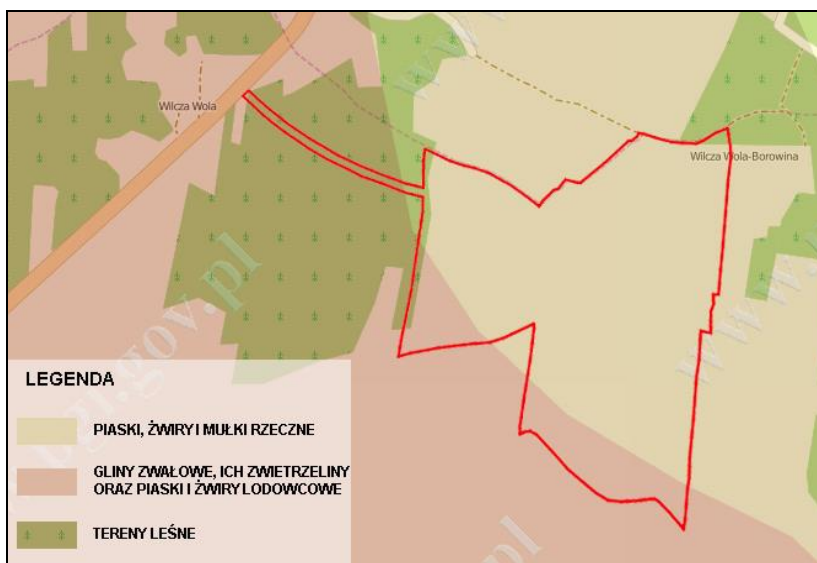 Wilcza Wola
Wilcza Wola-Borowina
LEGENDA
PIASKI, ŻWIRY I MUŁKI RZECZNE
GLINY ZWAŁOWE, ICH ZWIETRZELINY
ORAZ PIASKI I ŻWIRY LODOWCOWE
TERENY LEŚNE